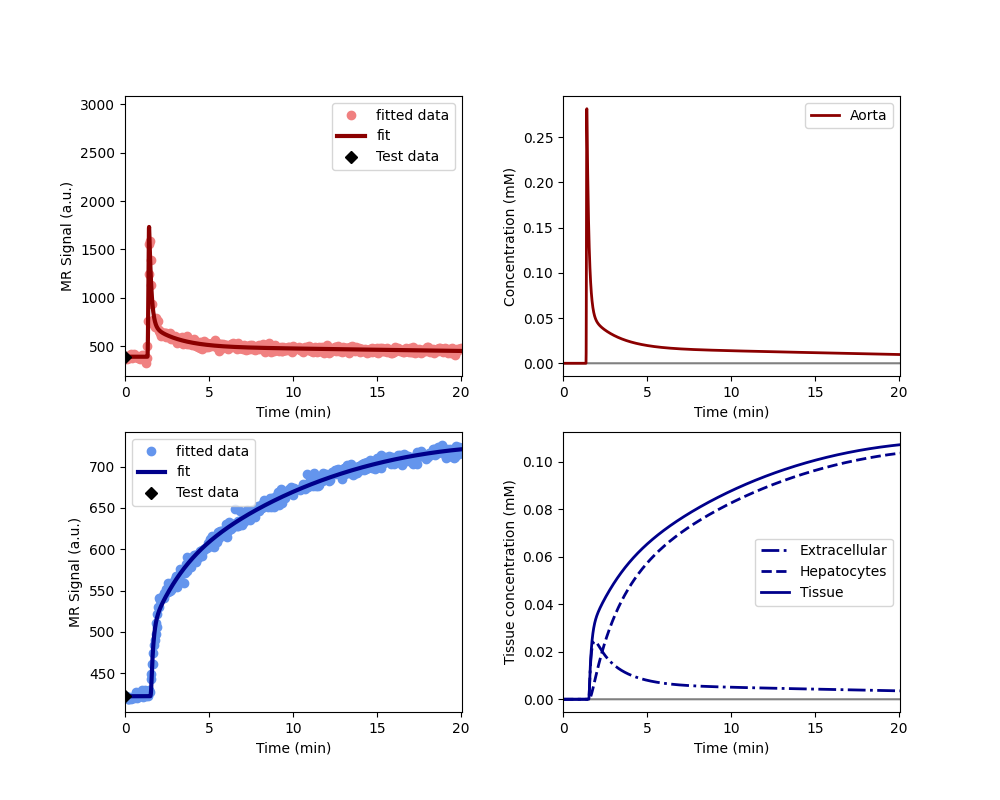 3000
2500
2000
1500
1000
500
MR Signal (a.u.)
fitted data
fit
Test data
0 5 10 15 20
Time (min)
0.25
0.20
0.15
0.10
0.05
0.00
Concentration (mM)
Aorta
0 5 10 15 20
Time (min)
700
650
600
550
500
450
MR Signal (a.u.)
fitted data
fit
Test data
0 5 10 15 20
Time (min)
0.10
0.08
0.06
0.04
0.02
0.00
Tissue concentration (mM)
Extracellular
Hepatocytes
Tissue
0 5 10 15 20
Time (min)